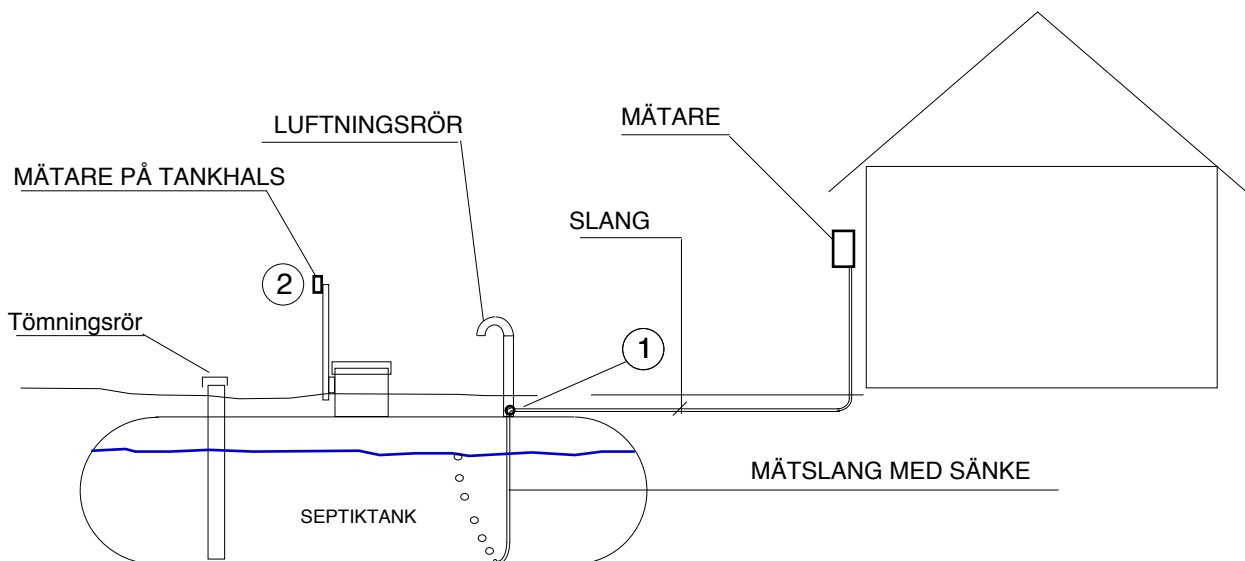 LUFTNINGSRÖR
MÄTARE
MÄTARE PÅ TANKHALS
SLANG
2
Tömningsrör
1
MÄTSLANG MED SÄNKE
SEPTIKTANK